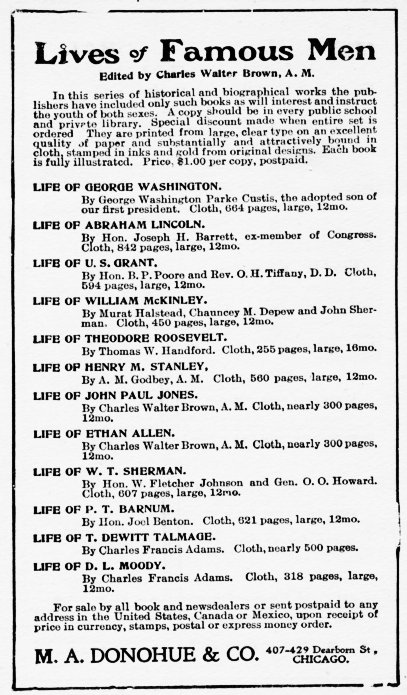 Lives of Famous Men
Edited by Charles Walter Brown, A. M.
In this series of historical and biographical works the pub-
lishers have included only such books as will interest and instruct
the youth of both sexes. A copy should be in every public school
and private library. Special discount made when entire set is
ordered They are printed from large, clear type on an excellent
quality of paper and substantially and attractively bound in
cloth, stamped in inks and gold from original designs. Each book
is fully illustrated. Price, $1.00 per copy, postpaid.
LIFE OF GEORGE WASHINGTON.
By George Washington Parke Custis, the adopted son of
our first president. Cloth, 664 pages, large, 12mo.
LIFE OF ABRAHAM LINCOLN.
By Hon. Joseph H. Barrett, ex-member of Congress.
Cloth, 842 pages, large, 12mo.
LIFE OF U. S. GRANT.
By Hon. B. P. Poore and Rev. O. H. Tiffany, D. D. Cloth,
594 pages, large, 12mo.
LIFE OF WILLIAM McKINLEY.
By Murat Halstead, Chauncey M. Depew and John Sher-
man. Cloth, 450 pages, large, 12mo.
LIFE OF THEODORE ROOSEVELT.
By Thomas W. Handford. Cloth, 255 pages, large, 16mo.
LIFE OF HENRY M. STANLEY,
By A. M. Godbey, A. M. Cloth, 560 pages, large, 12mo.
LIFE OF JOHN PAUL JONES.
By Charles Walter Brown, A. M. Cloth, nearly 300 pages,
12mo.
LIFE OF ETHAN ALLEN.
By Charles Walter Brown, A. M. Cloth, nearly 300 pages,
12mo.
LIFE OF W. T. SHERMAN.
By Hon. W. Fletcher Johnson and Gen. O. O. Howard.
Cloth, 607 pages, large, 12mo.
LIFE OF P. T. BARNUM.
By Hon. Joel Benton. Cloth, 621 pages, large, 12mo.
LIFE OF T. DEWITT TALMAGE.
By Charles Francis Adams. Cloth, nearly 500 pages.
LIFE OF D. L. MOODY.
By Charles Francis Adams. Cloth, 318 pages, large,
12mo.
For sale by all book and newsdealers or sent postpaid to any
address in the United States, Canada or Mexico, upon receipt of
price in currency, stamps, postal or express money order.
M. A. DONOHUE & CO. 407-429 Dearborn St.,
CHICAGO.